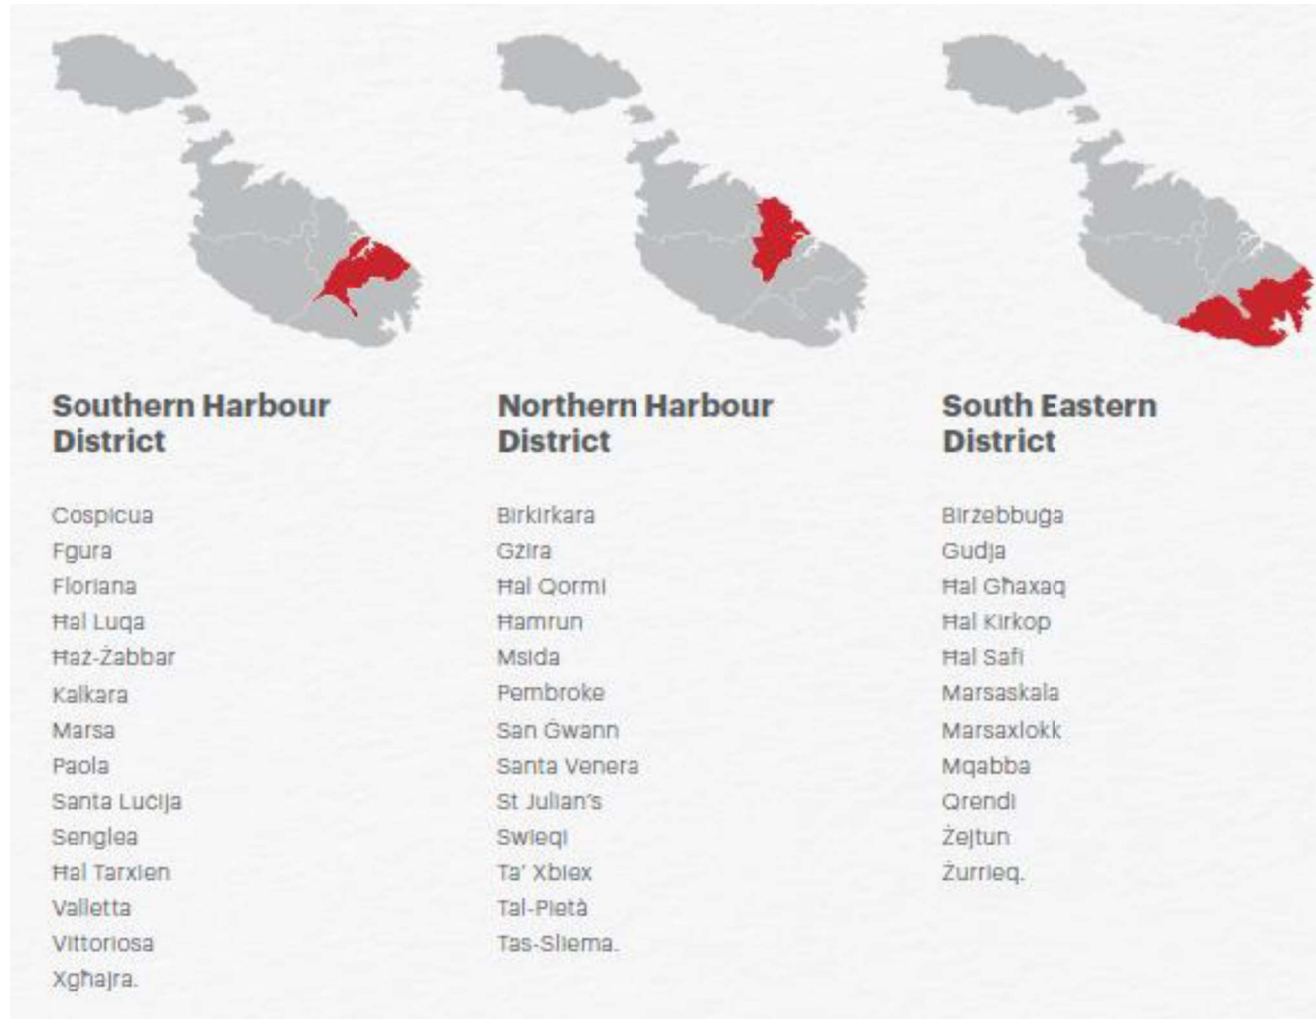 Southern Harbour
District
Cospicua
Fgura
Floriana
Ħal Luqa
Ħaż-Żabbar
Kalkara
Marsa
Paola
Santa Luċija
Senglea
Ħal Tarxien
Valletta
Vittoriosa
Xgħajra.
Northern Harbour
District
Birkirkara
Gżira
Ħal Qormi
Ħamrun
Msida
Pembroke
San Ġwann
Santa Venera
St Julian's
Swieqi
Ta' Xbiex
Tal-Pietà
Tas-Sliema.
South Eastern
District
Birżebbuġa
Gudja
Ħal Għaxaq
Ħal Kirkop
Ħal Safi
Marsaskala
Marsaxlokk
Mqabba
Qrendi
Żejtun
Żurrieq.